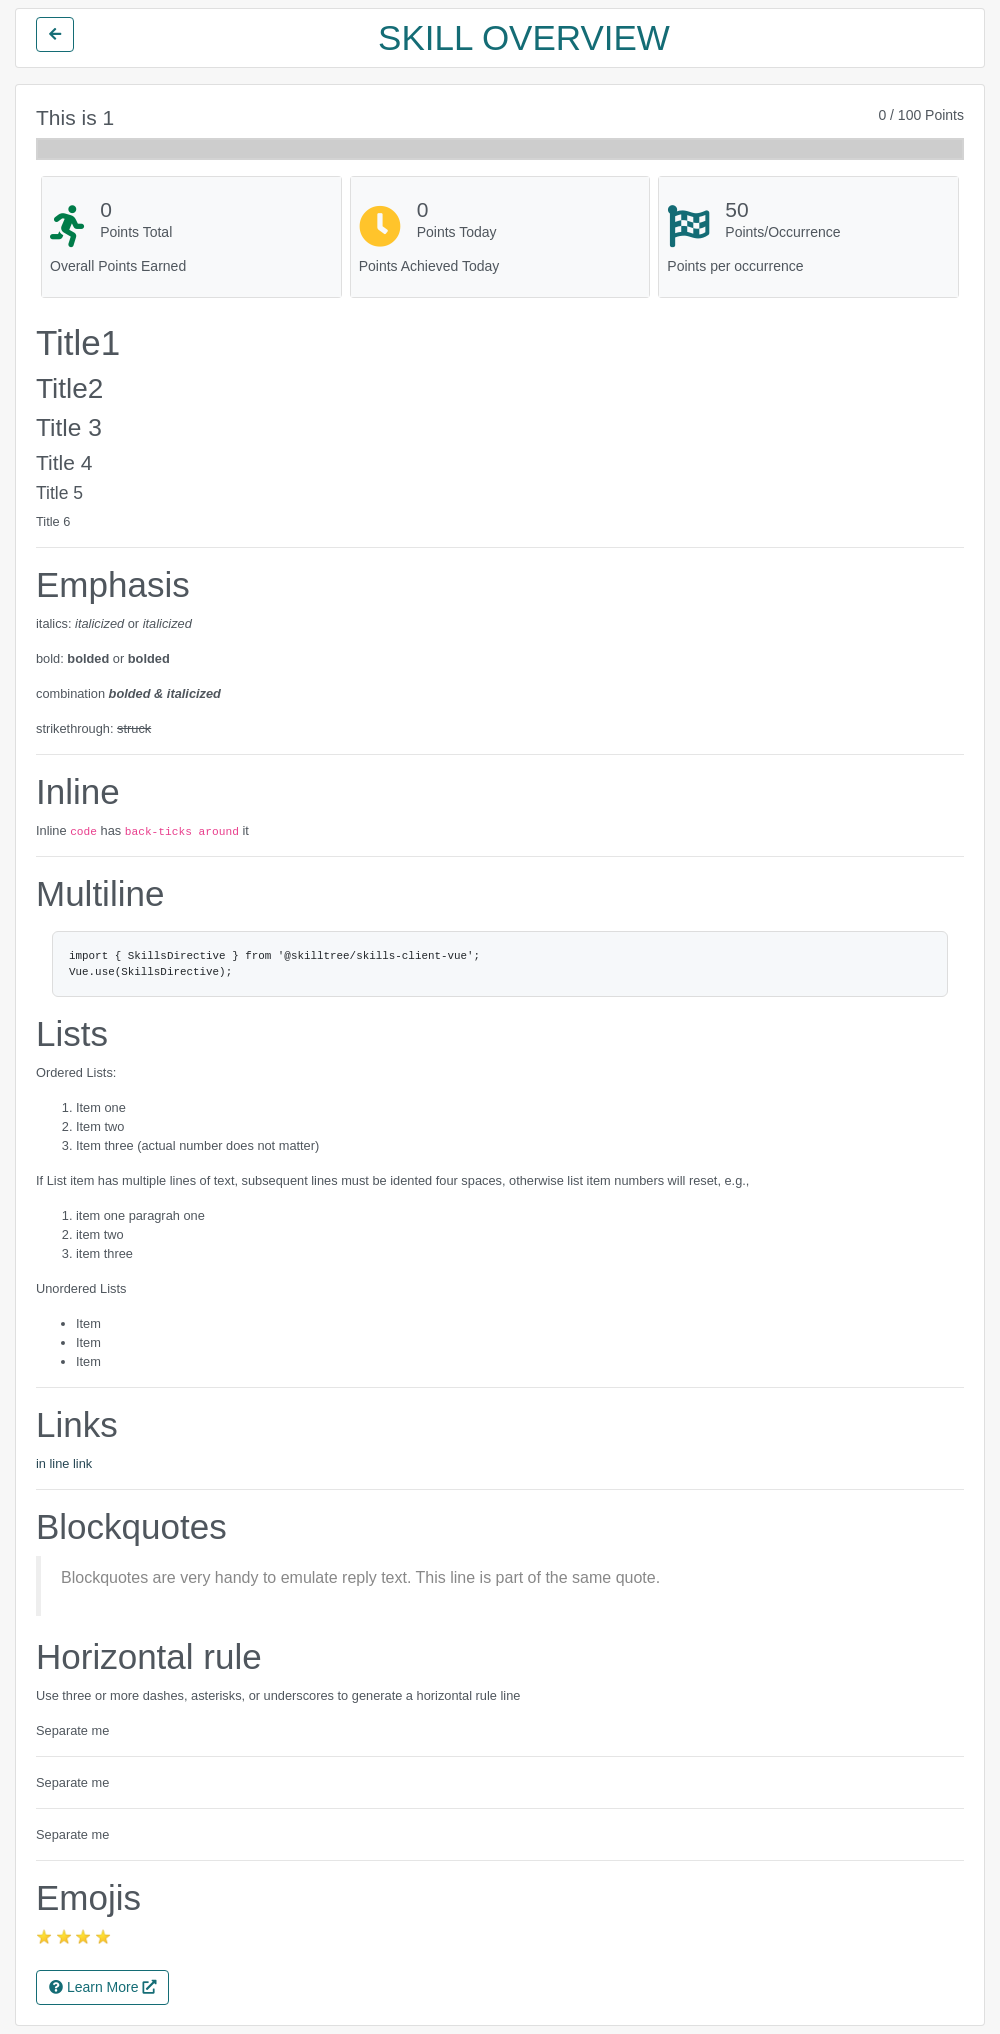 SKILL OVERVIEW
This is 1
0 / 100 Points
0
Points Total
Overall Points Earned
0
Points Today
Points Achieved Today
50
Points/Occurrence
Points per occurrence
Title1
Title2
Title 3
Title 4
Title 5
Title 6
Emphasis
italics: italicized or italicized
bold: bolded or bolded
combination bolded & italicized
strikethrough: struck
Inline
Inline code has back-ticks around it
Multiline
import { SkillsDirective } from '@skilltree/skills-client-vue';
Vue.use(SkillsDirective);
Lists
Ordered Lists:
1. Item one
2. Item two
3. Item three (actual number does not matter)
If List item has multiple lines of text, subsequent lines must be idented four spaces, otherwise list item numbers will reset, e.g.,
1. item one paragrah one
2. item two
3. item three
Unordered Lists
• Item
• Item
• Item
Links
in line link
Blockquotes
Blockquotes are very handy to emulate reply text. This line is part of the same quote.
Horizontal rule
Use three or more dashes, asterisks, or underscores to generate a horizontal rule line
Separate me
Separate me
Separate me
Emojis
⭐ ⭐ ⭐ ⭐
Learn More